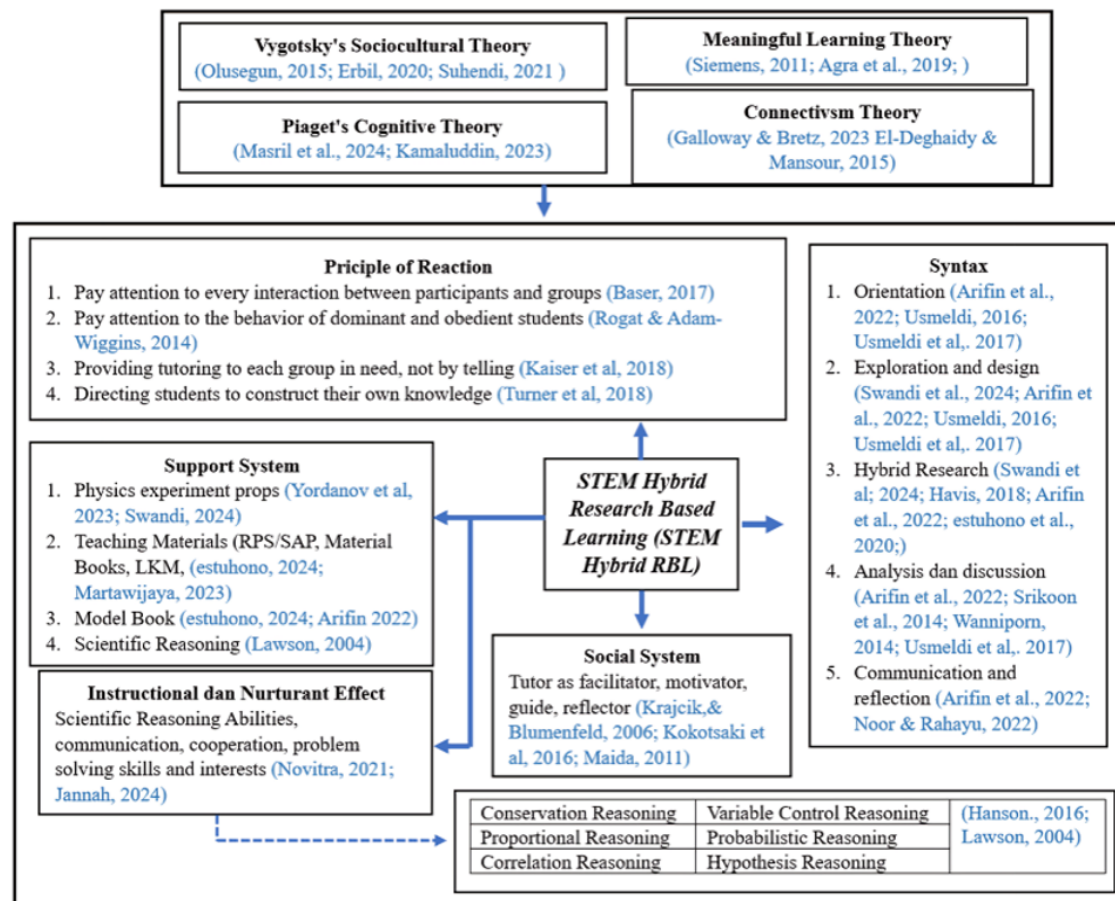 Vygotsky's Sociocultural Theory
(Olusegun, 2015; Erbil, 2020; Suhendi, 2021 )
Meaningful Learning Theory
(Siemens, 2011; Agra et al., 2019; )
Piaget's Cognitive Theory
(Masril et al., 2024; Kamaluddin, 2023)
Connectivsm Theory
(Galloway & Bretz, 2023 El-Deghaidy &
Mansour, 2015)
Priciple of Reaction
1. Pay attention to every interaction between participants and groups (Baser, 2017)
2. Pay attention to the behavior of dominant and obedient students (Rogat & Adam-
Wiggins, 2014)
3. Providing tutoring to each group in need, not by telling (Kaiser et al, 2018)
4. Directing students to construct their own knowledge (Turner et al, 2018)
Syntax
1. Orientation (Arifin et al.,
2022; Usmeldi, 2016;
Usmeldi et al,. 2017)
2. Exploration and design
(Swandi et al., 2024; Arifin
et al., 2022; Usmeldi, 2016;
Usmeldi et al,. 2017)
3. Hybrid Research (Swandi et
al; 2024; Havis, 2018; Arifin
et al., 2022; estuhono et al.,
2020;)
4. Analysis dan discussion
(Arifin et al., 2022; Srikoon
et al., 2014; Wanniporn,
2014; Usmeldi et al,. 2017)
5. Communication and
reflection (Arifin et al., 2022;
Noor & Rahayu, 2022)
Support System
1. Physics experiment props (Yordanov et al,
2023; Swandi, 2024)
2. Teaching Materials (RPS/SAP, Material
Books, LKM, (estuhono, 2024;
Martawijaya, 2023)
3. Model Book (estuhono, 2024; Arifin 2022)
4. Scientific Reasoning (Lawson, 2004)
STEM Hybrid
Research Based
Learning (STEM
Hybrid RBL)
Instructional dan Nurturant Effect
Scientific Reasoning Abilities,
communication, cooperation, problem
solving skills and interests (Novitra, 2021;
Jannah, 2024)
Social System
Tutor as facilitator, motivator,
guide, reflector (Krajcik,&
Blumenfeld, 2006; Kokotsaki
et al, 2016; Maida, 2011)
Conservation Reasoning Variable Control Reasoning (Hanson., 2016;
Proportional Reasoning Probabilistic Reasoning Lawson, 2004)
Correlation Reasoning Hypothesis Reasoning